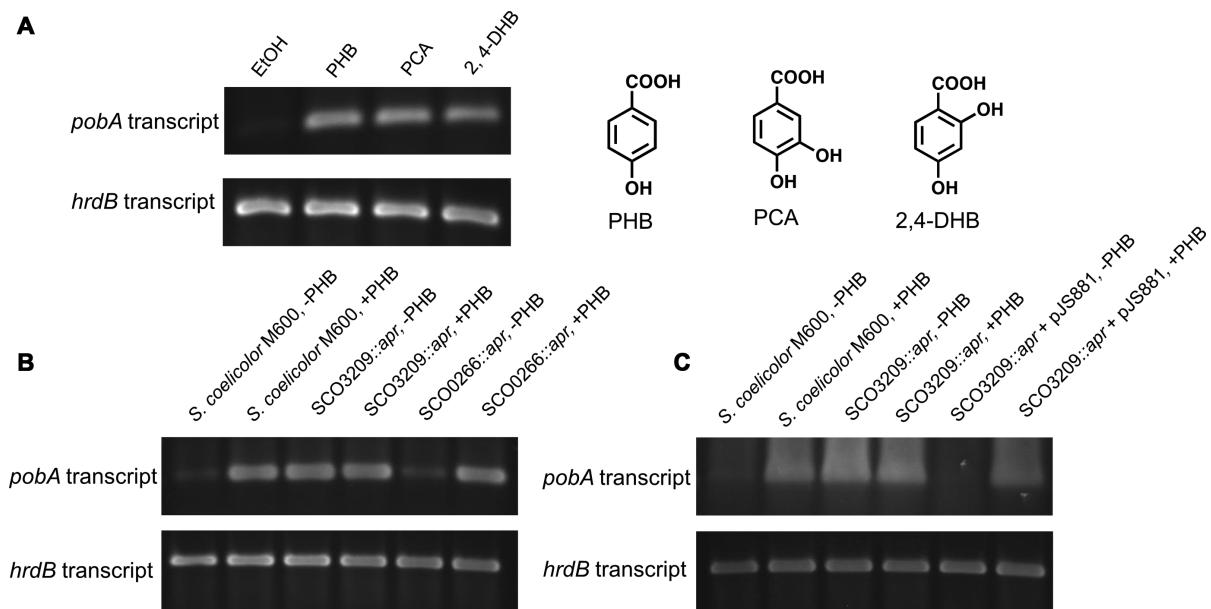 A
EtOH
PHB
PCA
2, 4-DHB
pobA transcript
hrdB transcript
COOH
OH
PHB
COOH
OH
OH
PCA
COOH
OH
OH
2,4-DHB
B
S. coelicolor M600, -PHB
S. coelicolor M600, +PHB
SCO3209::apr, -PHB
SCO3209::apr, +PHB
SCO0266::apr, -PHB
SCO0266::apr, +PHB
pobA transcript
hrdB transcript
C
S. coelicolor M600, -PHB
S. coelicolor M600, +PHB
SCO3209::apr, -PHB
SCO3209::apr, +PHB
SCO3209::apr + pJS881, -PHB
SCO3209::apr + pJS881, +PHB
pobA transcript
hrdB transcript